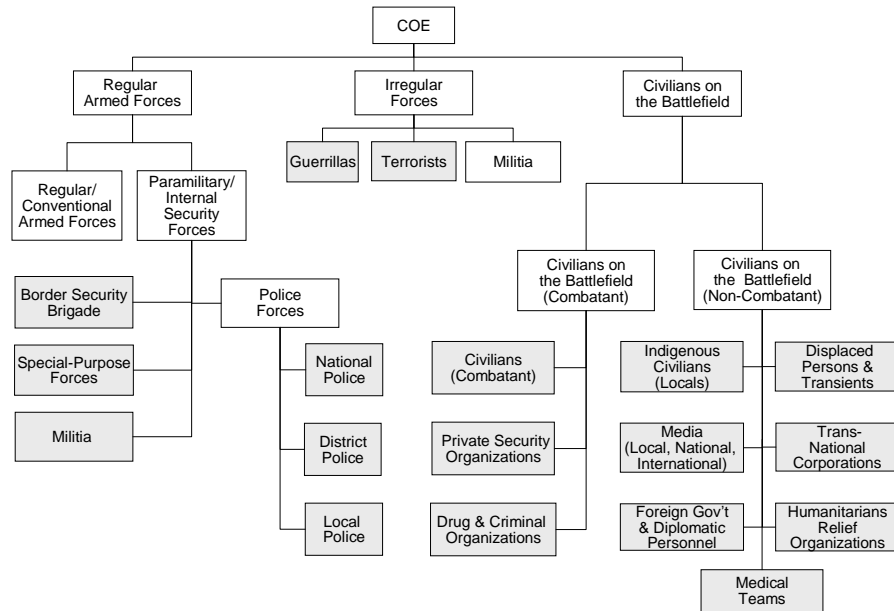 COE
Regular
Armed Forces
Irregular
Forces
Civilians on
the Battlefield
Guerrillas
Terrorists
Militia
Regular/
Conventional
Armed Forces
Paramilitary/
Internal
Security
Forces
Civilians on
the Battlefield
(Combatant)
Civilians on
the Battlefield
(Non-Combatant)
Border Security
Brigade
Police
Forces
Special-Purpose
Forces
National
Police
Civilians
(Combatant)
Indigenous
Civilians
(Locals)
Displaced
Persons &
Transients
Militia
District
Police
Private Security
Organizations
Media
(Local, National,
International)
Trans-
National
Corporations
Local
Police
Drug & Criminal
Organizations
Foreign Gov't
& Diplomatic
Personnel
Humanitarians
Relief
Organizations
Medical
Teams